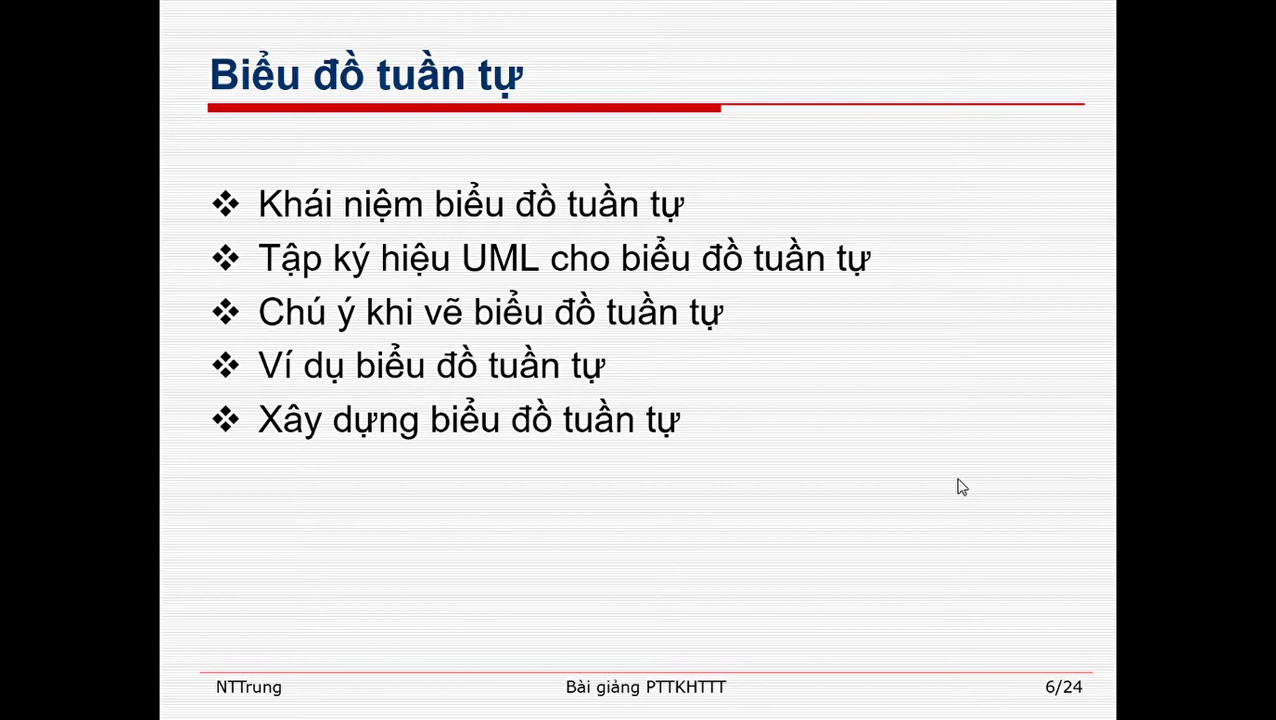 Biểu đồ tuần tự
Khái niệm biểu đồ tuần tự
Tập ký hiệu UML cho biểu đồ tuần tự
Chú ý khi vẽ biểu đồ tuần tự
Ví dụ biểu đồ tuần tự
Xây dựng biểu đồ tuần tự
NTTrung Bài giảng PTTKHTTT 6/24